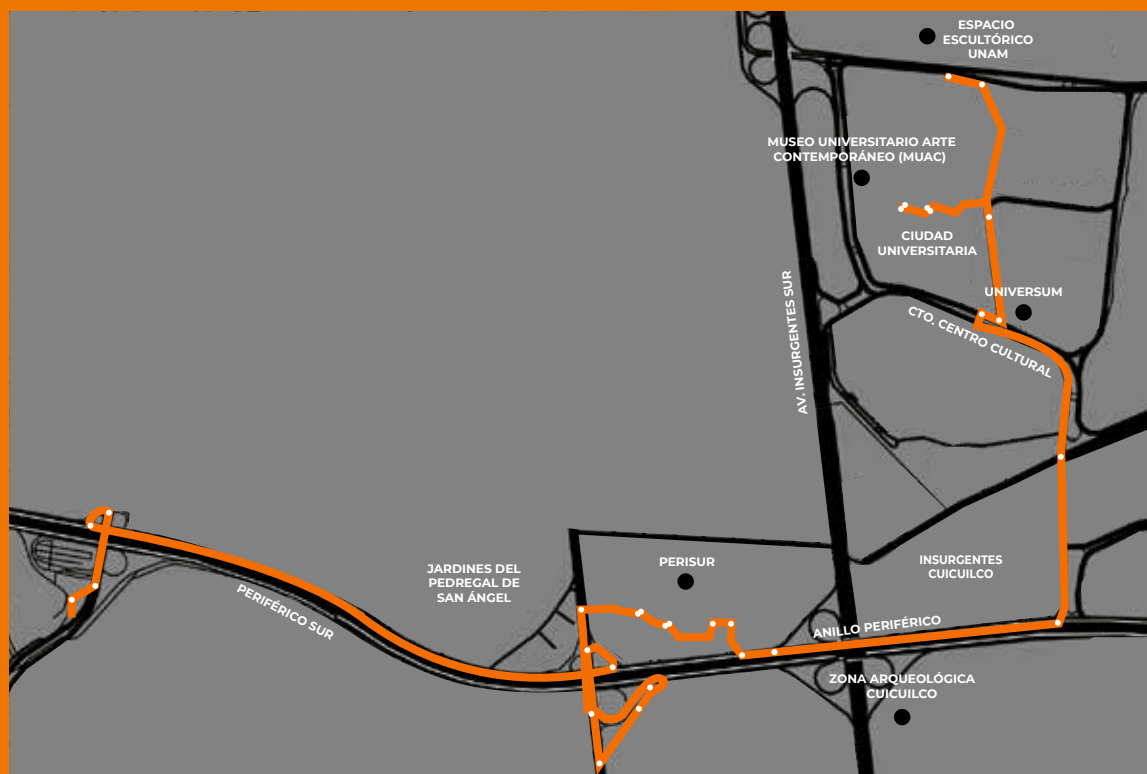 ESPACIO
ESCULTÓRICO
UNAM
MUSEO UNIVERSITARIO ARTE
CONTEMPORÁNEO (MUAC)
CIUDAD
UNIVERSITARIA
UNIVERSUM
CTO. CENTRO CULTURAL
AV. INSURGENTES SUR
JARDINES DEL
PEDREGAL DE
SAN ÁNGEL
PERISUR
INSURGENTES
CUICUILCO
PERIFÉRICO SUR
ANILLO PERIFÉRICO
ZONA ARQUEOLÓGICA
CUICUILCO